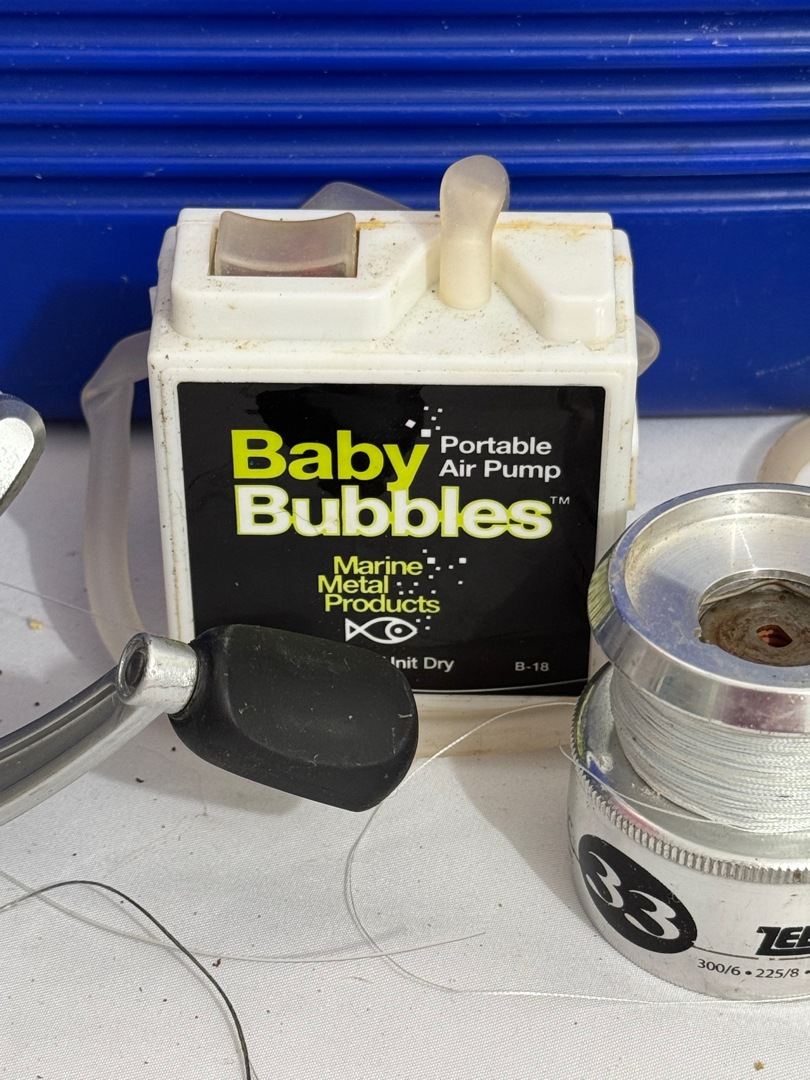 Baby
Portable
Air Pump
Bubbles™
Marine
Metal
Products
Unit Dry
B-18
33
300/6 • 225/8 •